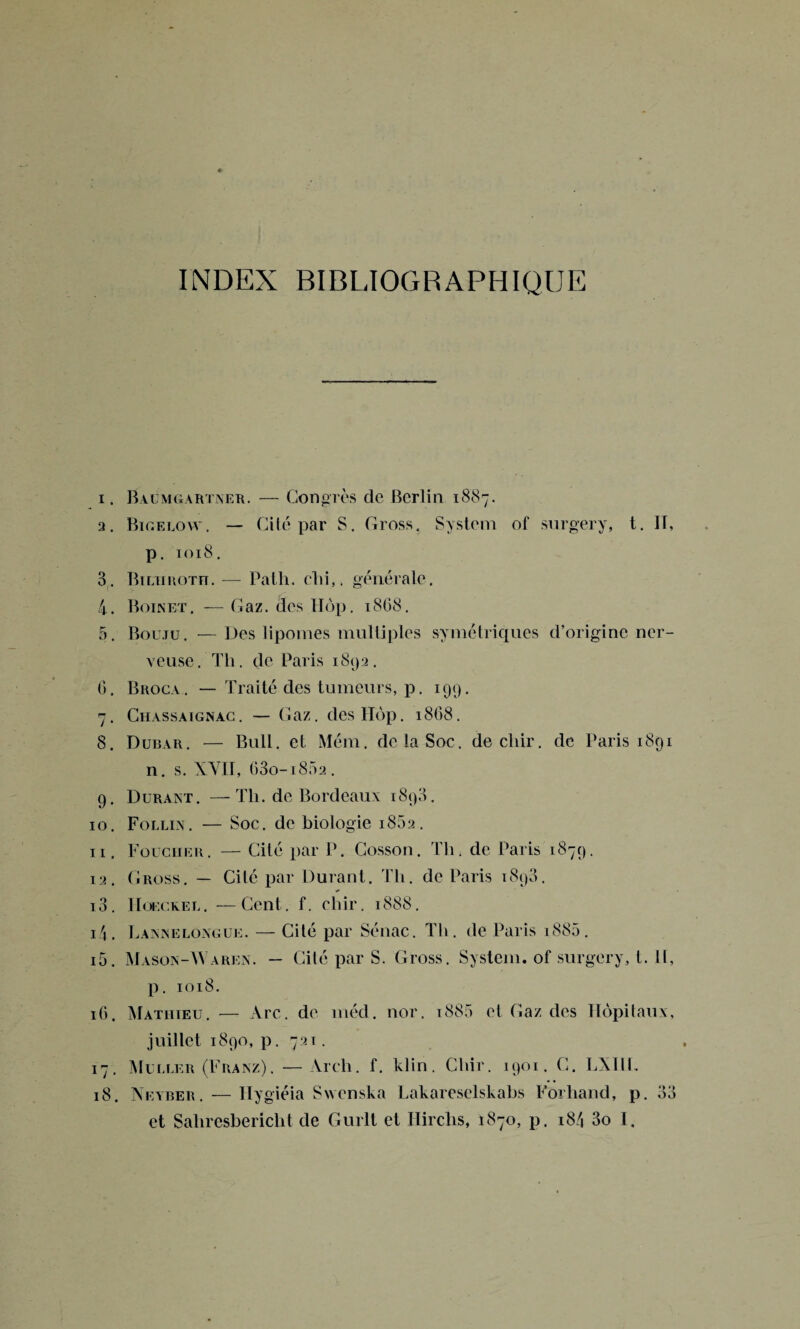 INDEX BIBLIOGRAPHIQUE
1. BAUMGARTNER. — Congrès de Berlin 1887.
2. BIGELOW. — Cité par S. Gross. System of surgery, t. II,
p. 1018.
3. BILHROTH. — Path. chi,. générale.
4. BOINET. — Gaz. des Hôp. 1868.
5. BOUJU. — Des lipomes multiples symétriques d'origine ner-
veuse. Th. de Paris 1892.
6. BROCA. — Traité des tumeurs, p. 199.
7. CHASSAIGNAC. — Gaz. des Hôp. 1868.
8. DUBAR. — Bull. et Mém. de la Soc. de chir. de Paris 1891
n. s. XVII, 630-1852.
9. DURANT. — Th. de Bordeaux 1893.
10. FOLLIN. — Soc. de biologie 1852.
11. FOUCHER. — Cité par P. Cosson. Th. de Paris 1879.
12. GROSS. — Cité par Durant. Th. de Paris 1893.
13. HOECKEL. — Cent. f. chir. 1888.
14. LANNELONGUE. — Cité par Sénac. Th. de Paris 1885.
15. MASON-WAREN. — Cité par S. Gross. System. of surgery, t. II,
p. 1018.
16. MATHIEU. — Arc. de méd. nor. 1885 et Gaz des Hôpitaux,
juillet 1890, p. 721.
17. MULLER (FRANZ). — Arch. f. klin. Chir. 1901. C. LXIII.
18. NEYBER. — Hygiéia Swenska Lakareselskabs Förhand, p. 33
et Sahresbericht de Gurlt et Hirchs, 1870, p. 184 30 I.